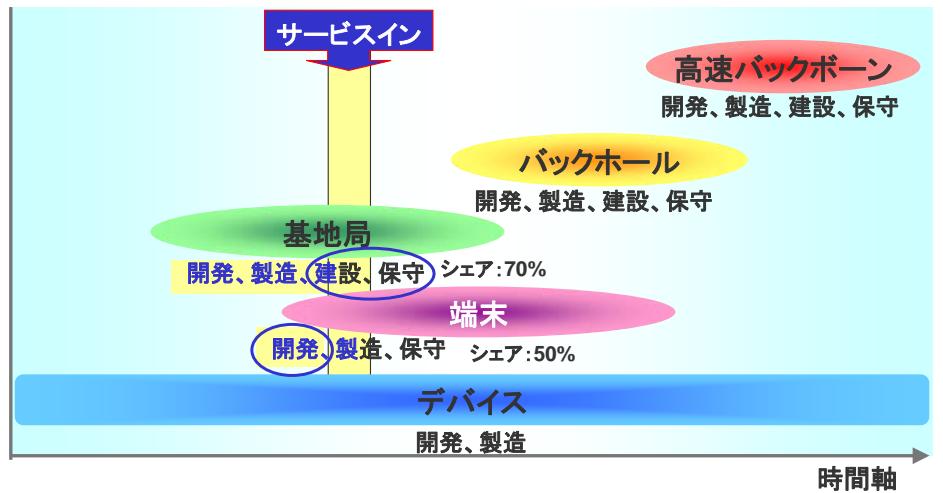 サービスイン
高速バックボーン
開発、製造、建設、保守
バックホール
開発、製造、建設、保守
基地局
開発、製造、建設、保守
シェア：70%
端末
開発、製造、保守
シェア：50%
デバイス
開発、製造
時間軸